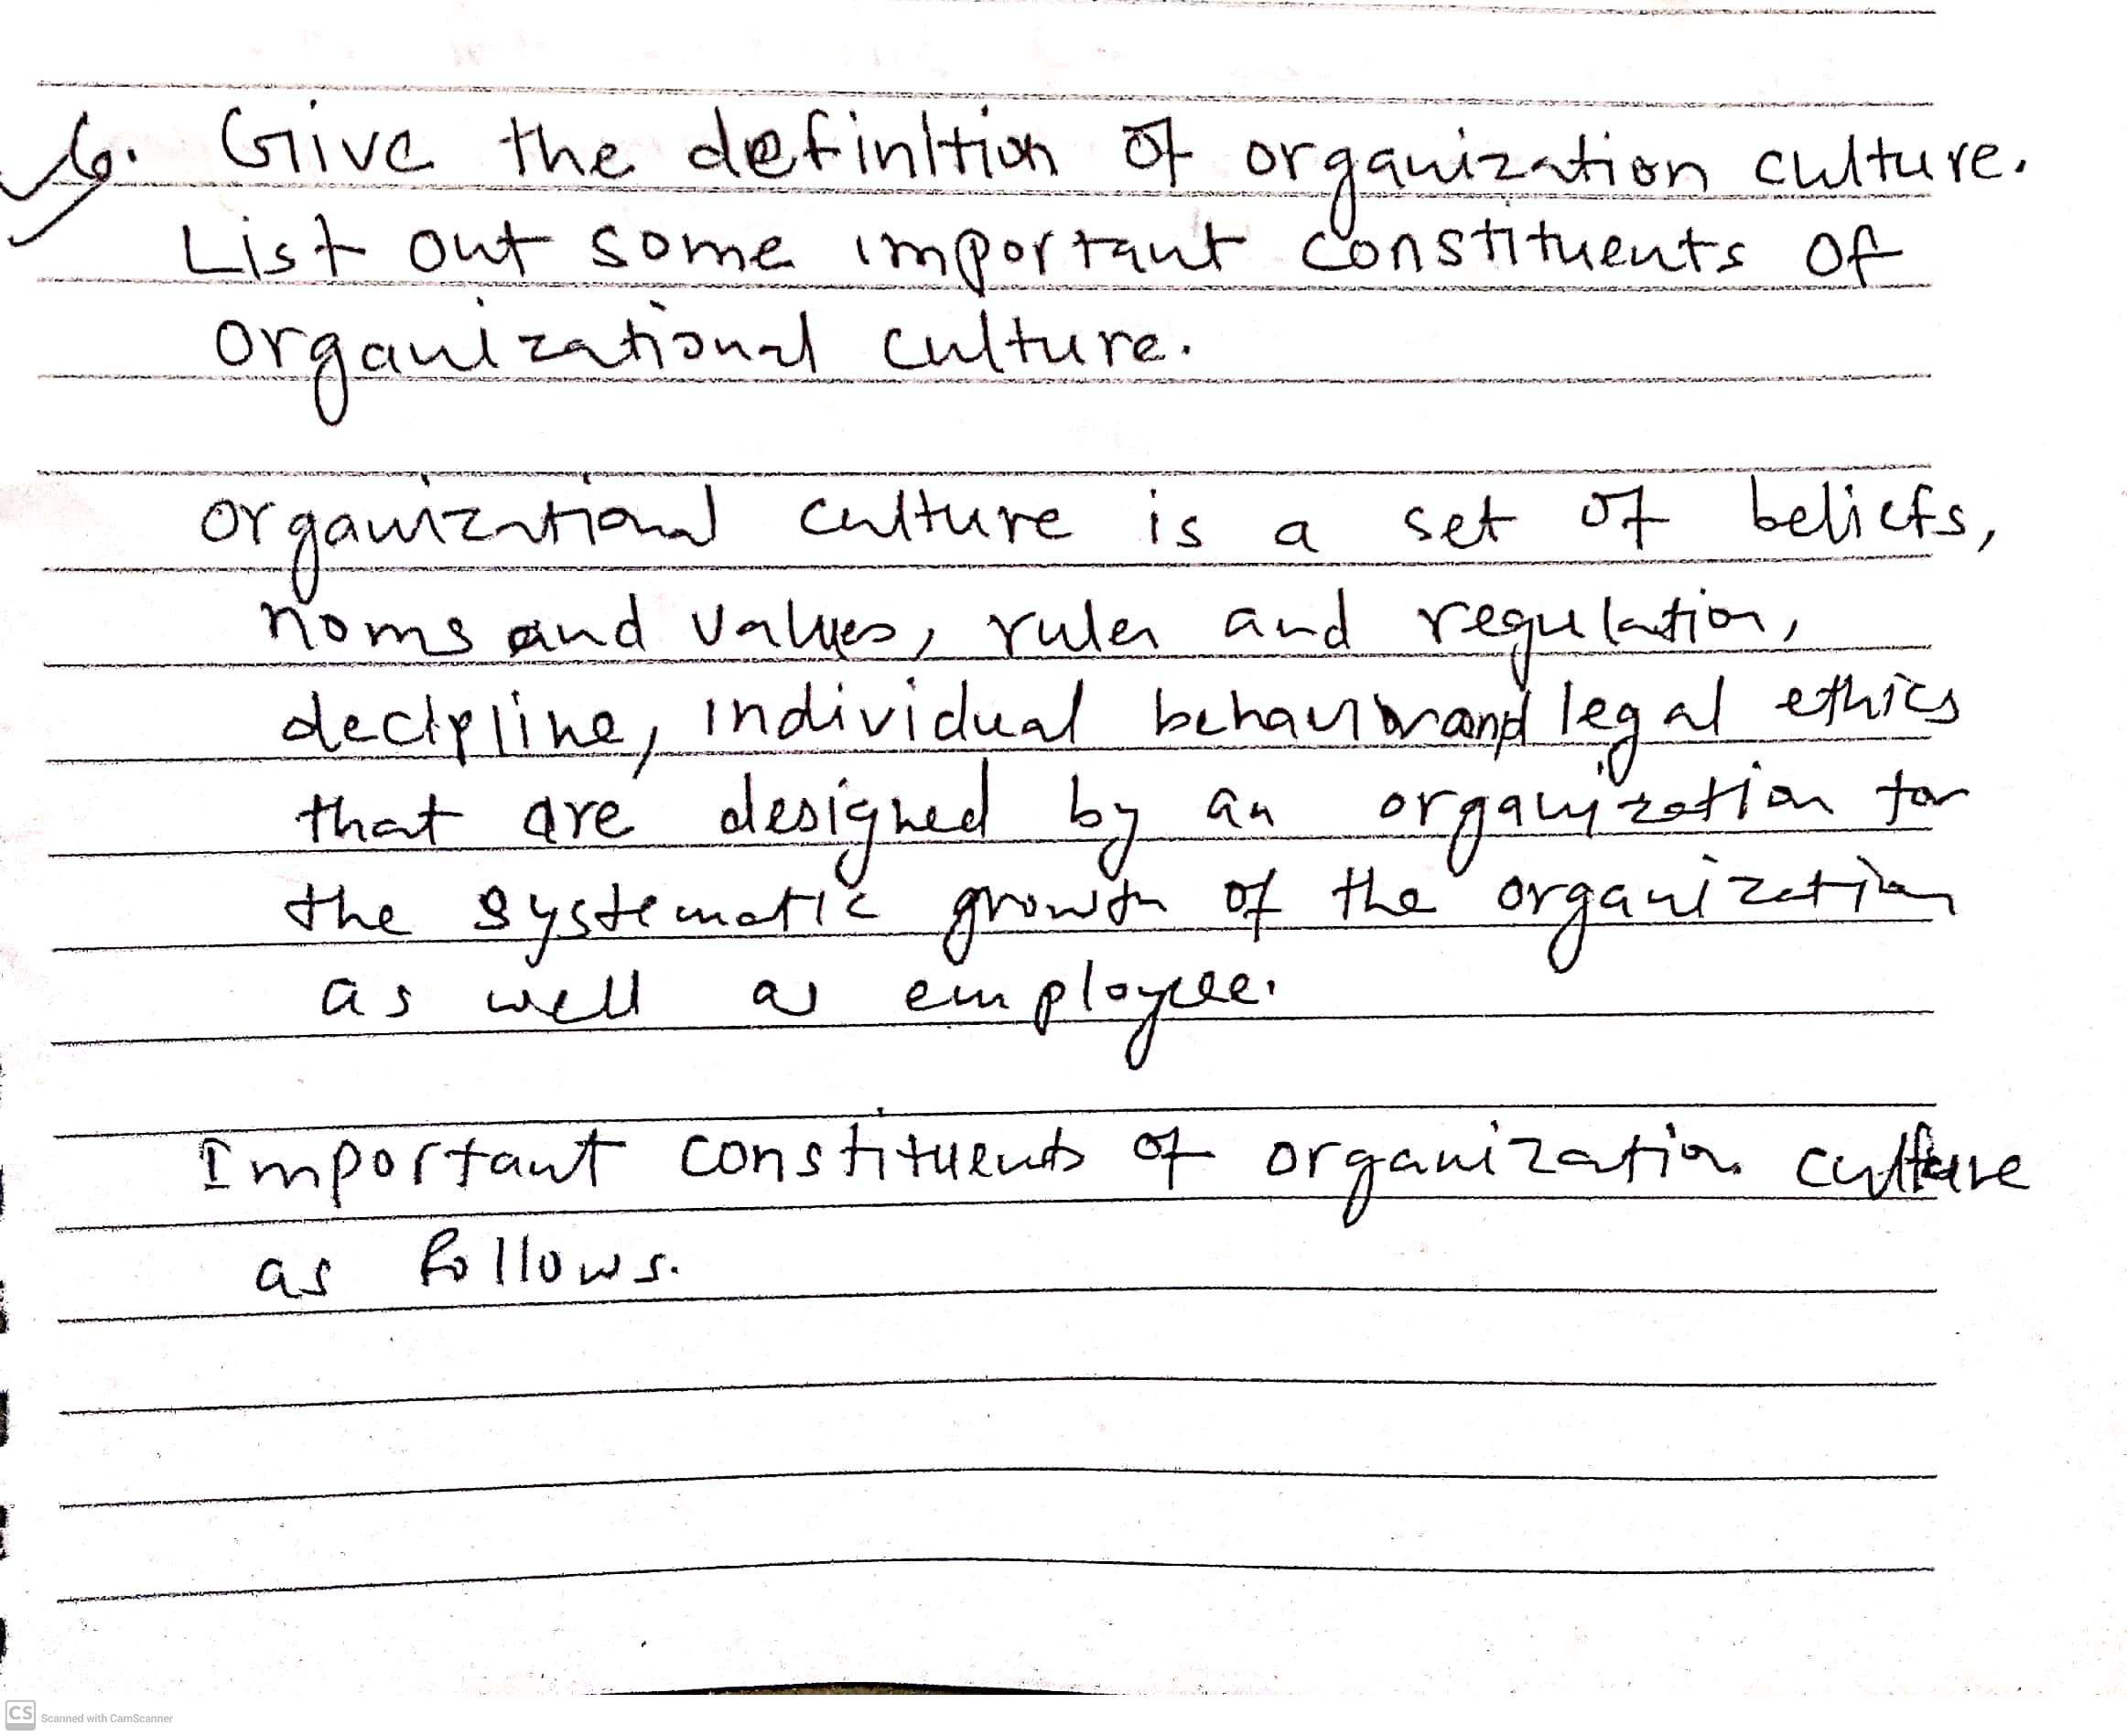 6. Give the definition of organization culture.
List out some important constituents of
organizational culture.
organizational culture is a set of beliefs,
noms and values, rules and regulation,
decipline, individual behaviour and legal ethics
that are designed by an organization for
the systematic growth of the organization
as well as employee.
Important constituents of organization culture
as follows.
CS Scanned with CamScanner